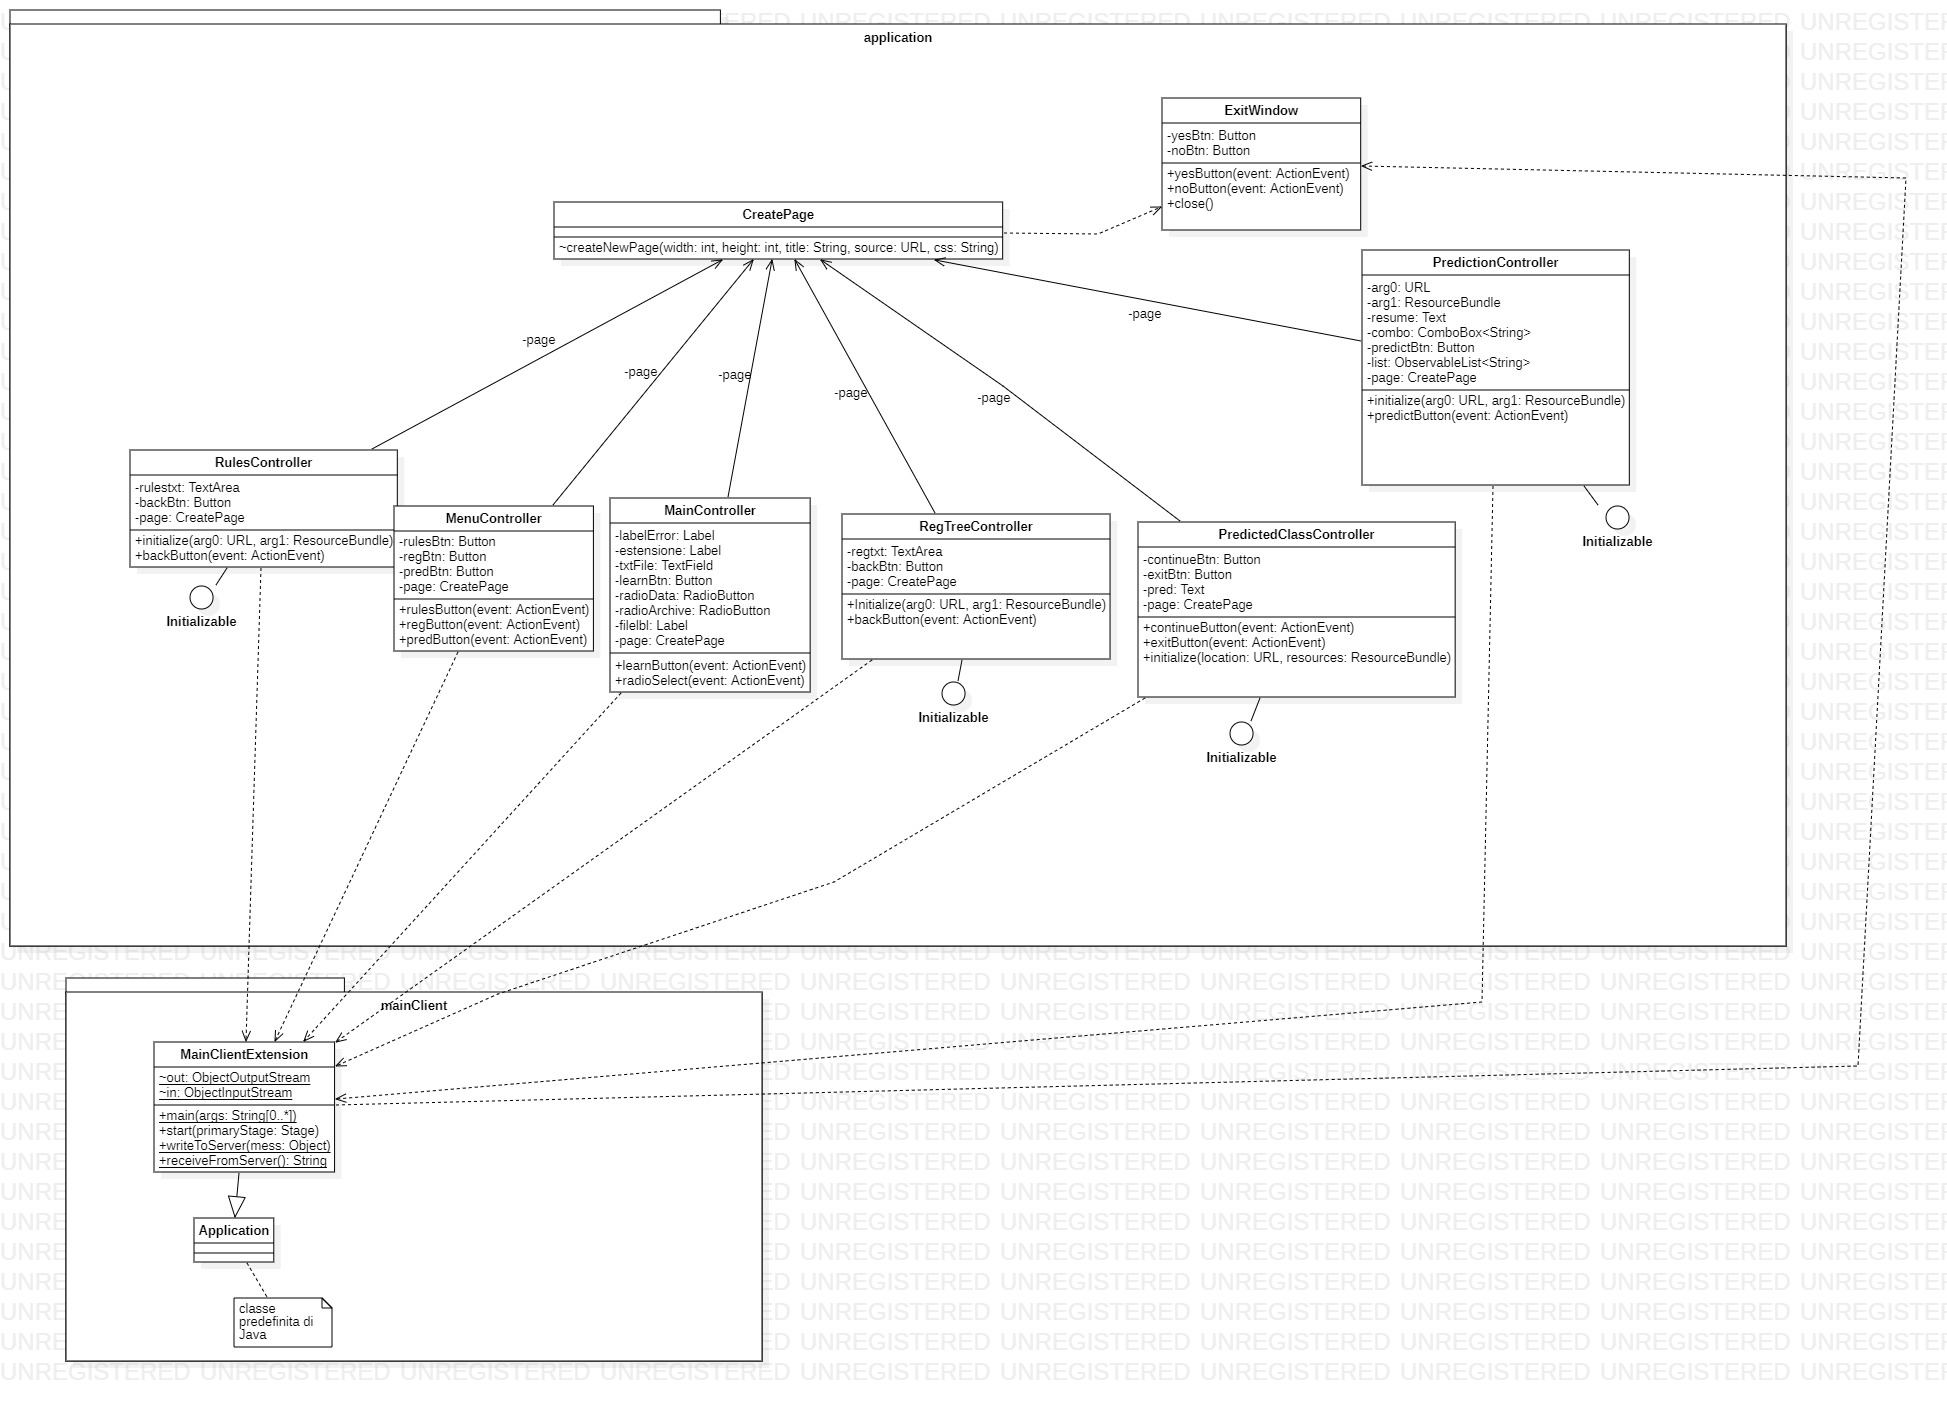 application
ExitWindow
-yesBtn: Button
-noBtn: Button
+yesButton(event: ActionEvent)
+noButton(event: ActionEvent)
+close()
CreatePage
~createNewPage(width: int, height: int, title: String, source: URL, css: String)
PredictionController
-arg0: URL
-arg1: ResourceBundle
-resume: Text
-combo: ComboBox<String>
-predictBtn: Button
-list: ObservableList<String>
-page: CreatePage
+initialize(arg0: URL, arg1: ResourceBundle)
+predictButton(event: ActionEvent)
Initializable
-page
-page
-page
-page
-page
-page
RulesController
-rulestxt: TextArea
-backBtn: Button
-page: CreatePage
+initialize(arg0: URL, arg1: ResourceBundle)
+backButton(event: ActionEvent)
Initializable
MenuController
-rulesBtn: Button
-regBtn: Button
-predBtn: Button
-page: CreatePage
+rulesButton(event: ActionEvent)
+regButton(event: ActionEvent)
+predButton(event: ActionEvent)
MainController
-labelError: Label
-estensione: Label
-txtFile: TextField
-learnBtn: Button
-radioData: RadioButton
-radioArchive: RadioButton
-filelbl: Label
-page: CreatePage
+learnButton(event: ActionEvent)
+radioSelect(event: ActionEvent)
RegTreeController
-regtxt: TextArea
-backBtn: Button
-page: CreatePage
+Initialize(arg0: URL, arg1: ResourceBundle)
+backButton(event: ActionEvent)
Initializable
PredictedClassController
-continueBtn: Button
-exitBtn: Button
-pred: Text
-page: CreatePage
+continueButton(event: ActionEvent)
+exitButton(event: ActionEvent)
+initialize(location: URL, resources: ResourceBundle)
Initializable
mainClient
MainClientExtension
~out: ObjectOutputStream
~in: ObjectInputStream
+main(args: String[0..*])
+start(primaryStage: Stage)
+writeToServer(mess: Object)
+receiveFromServer(): String
Application
classe
predefinita di
Java
UNREGISTERED